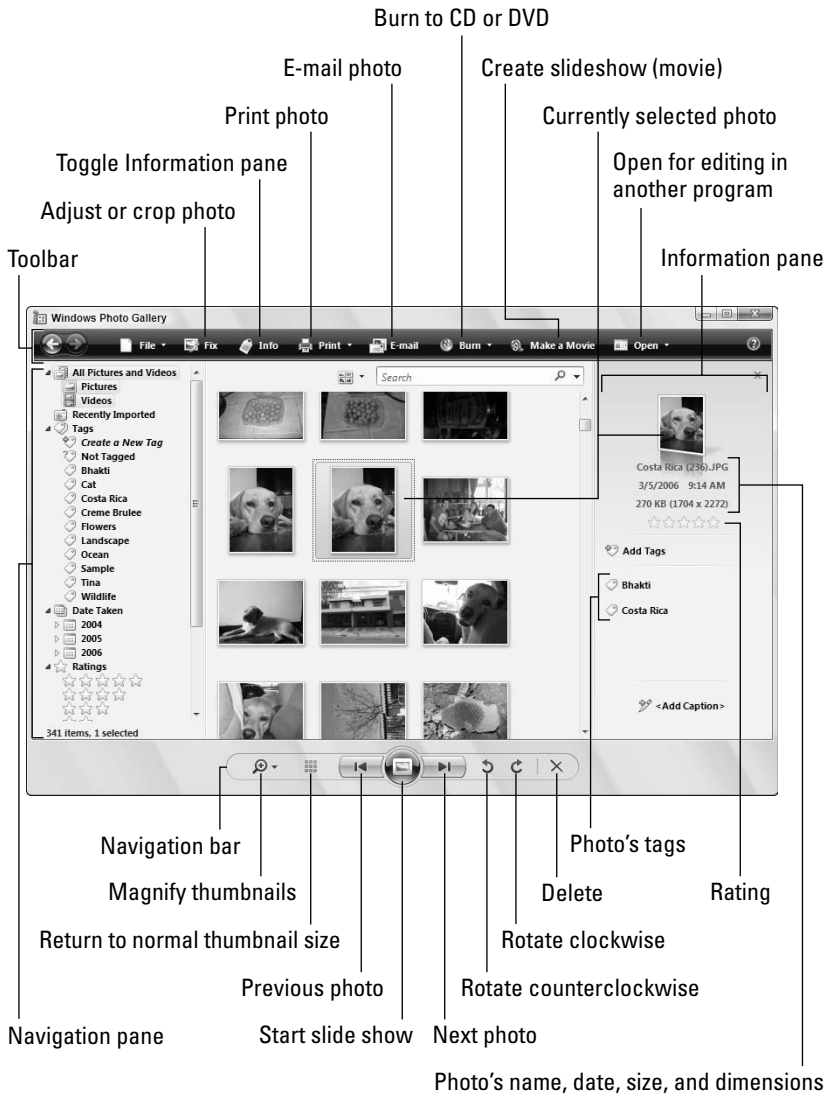 Burn to CD or DVD
E-mail photo
Create slideshow (movie)
Print photo
Currently selected photo
Toggle Information pane
Open for editing in
another program
Adjust or crop photo
Toolbar
Information pane
Windows Photo Gallery
File
Fix
Info
Print
E-mail
Burn
Make a Movie
Open
All Pictures and Videos
Pictures
Videos
Recently Imported
Tags
Create a New Tag
Not Tagged
Bhakti
Cat
Costa Rica
Creme Brulee
Flowers
Landscape
Ocean
Sample
Tina
Wildlife
Date Taken
2004
2005
2006
Ratings
341 items, 1 selected
Search
Costa Rica (236).JPG
3/5/2006 9:14 AM
270 KB (1704 x 2272)
Add Tags
Bhakti
Costa Rica
<Add Caption>
Navigation bar
Photo's tags
Magnify thumbnails
Delete
Rating
Return to normal thumbnail size
Rotate clockwise
Previous photo
Rotate counterclockwise
Navigation pane
Start slide show
Next photo
Photo's name, date, size, and dimensions